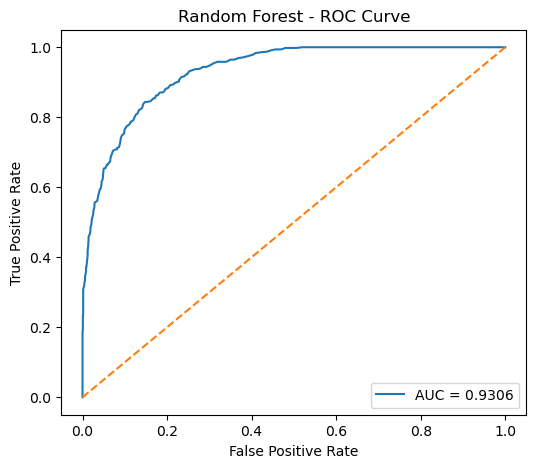 Random Forest - ROC Curve
True Positive Rate
1.0
0.8
0.6
0.4
0.2
0.0
AUC = 0.9306
0.0 0.2 0.4 0.6 0.8 1.0
False Positive Rate